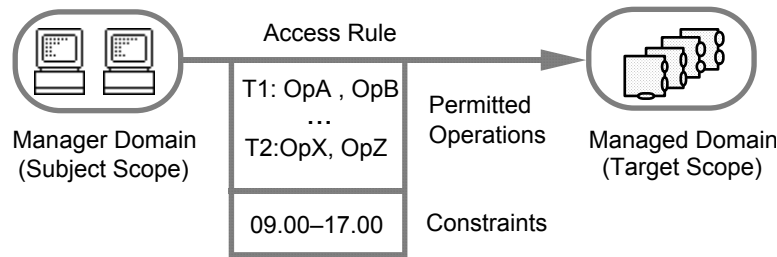 Access Rule
T1: OpA , OpB
…
T2:OpX, OpZ
Permitted
Operations
Manager Domain
(Subject Scope)
Managed Domain
(Target Scope)
09.00–17.00
Constraints